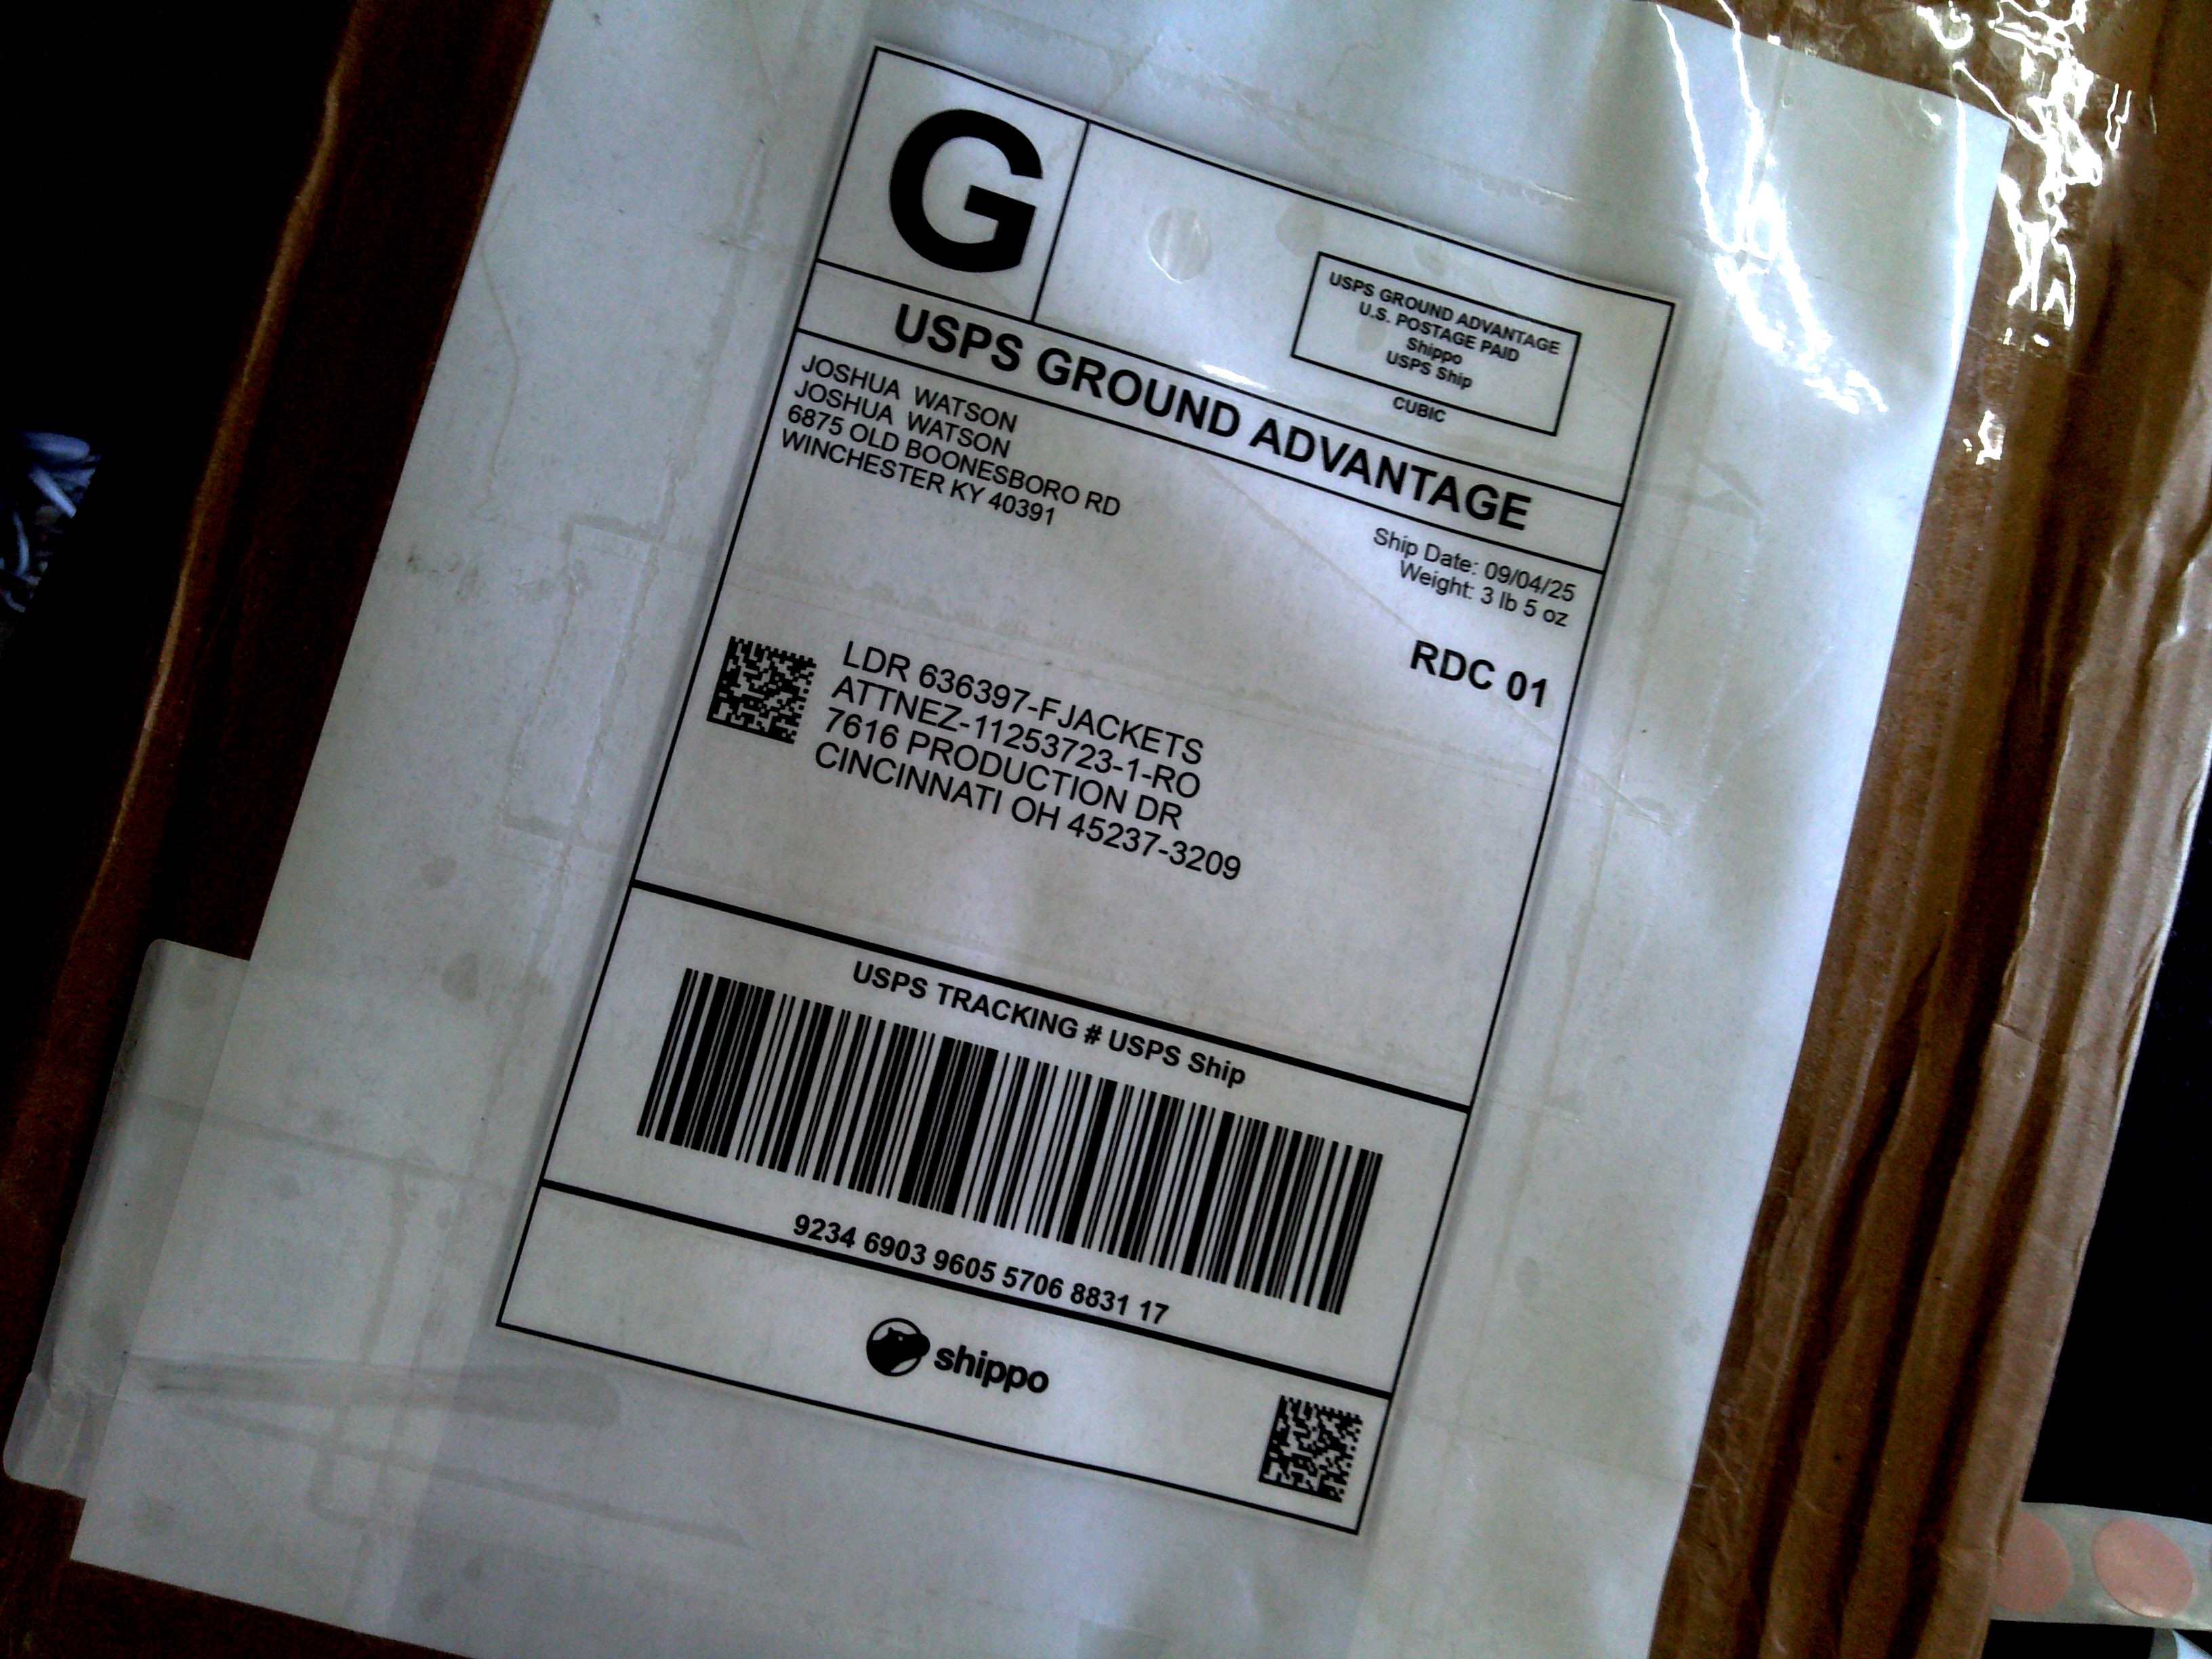 G
USPS GROUND ADVANTAGE
U.S. POSTAGE PAID
Shippo
USPS Ship
CUBIC
USPS GROUND ADVANTAGE
JOSHUA WATSON
JOSHUA WATSON
6875 OLD BOONESBORO RD
WINCHESTER KY 40391
Ship Date: 09/04/25
Weight: 3 lb 5 oz
RDC 01
LDR 636397-FJACKETS
ATTNEZ-11253723-1-RO
7616 PRODUCTION DR
CINCINNATI OH 45237-3209
USPS TRACKING # USPS Ship
9234 6903 9605 5706 8831 17
shippo